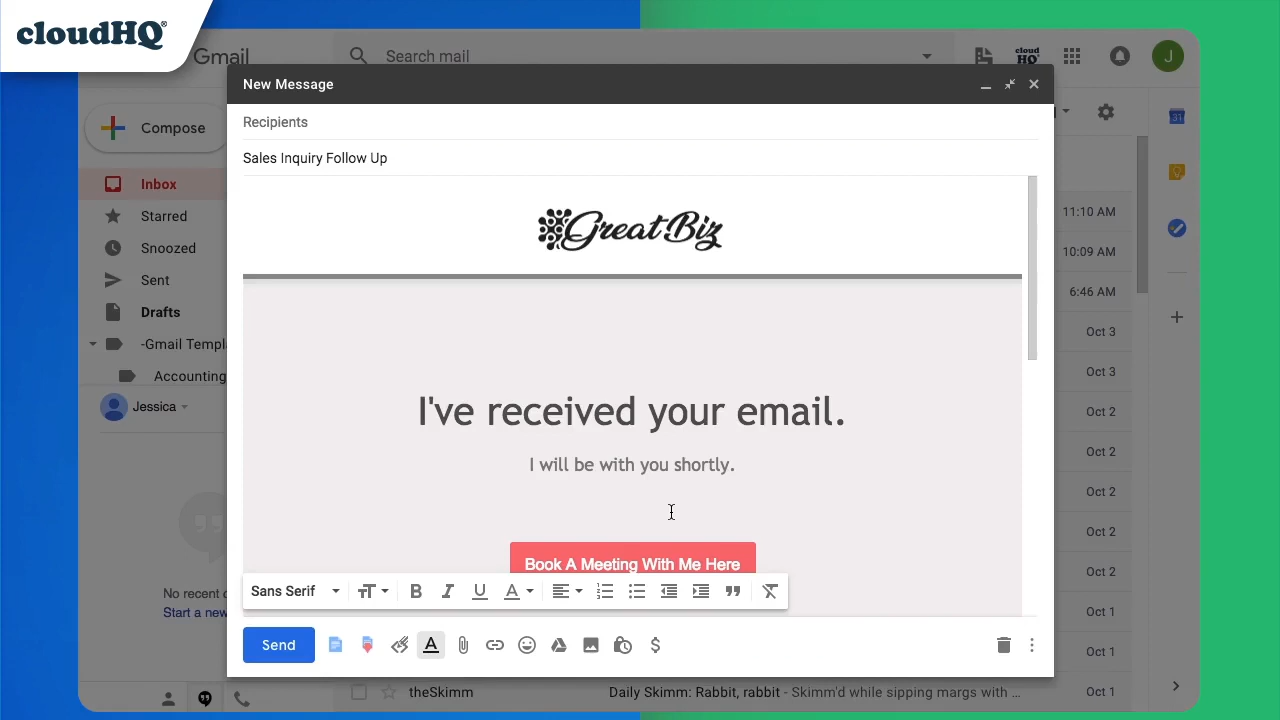 cloudHQ®
Gmail
Search mail
cloud
HQ
J
New Message
Recipients
Sales Inquiry Follow Up
Compose
Inbox
Starred
Snoozed
Sent
Drafts
-Gmail Templ
Accounting
Jessica
No recent c
Start a new
GreatBiz
I've received your email.
I will be with you shortly.
Book A Meeting With Me Here
Sans Serif
Send
31
11:10 AM
10:09 AM
6:46 AM
Oct 3
Oct 3
Oct 2
Oct 2
Oct 2
Oct 2
Oct 2
Oct 1
Oct 1
theSkimm
Daily Skimm: Rabbit, rabbit - Skimm'd while sipping margs with ...
Oct 1